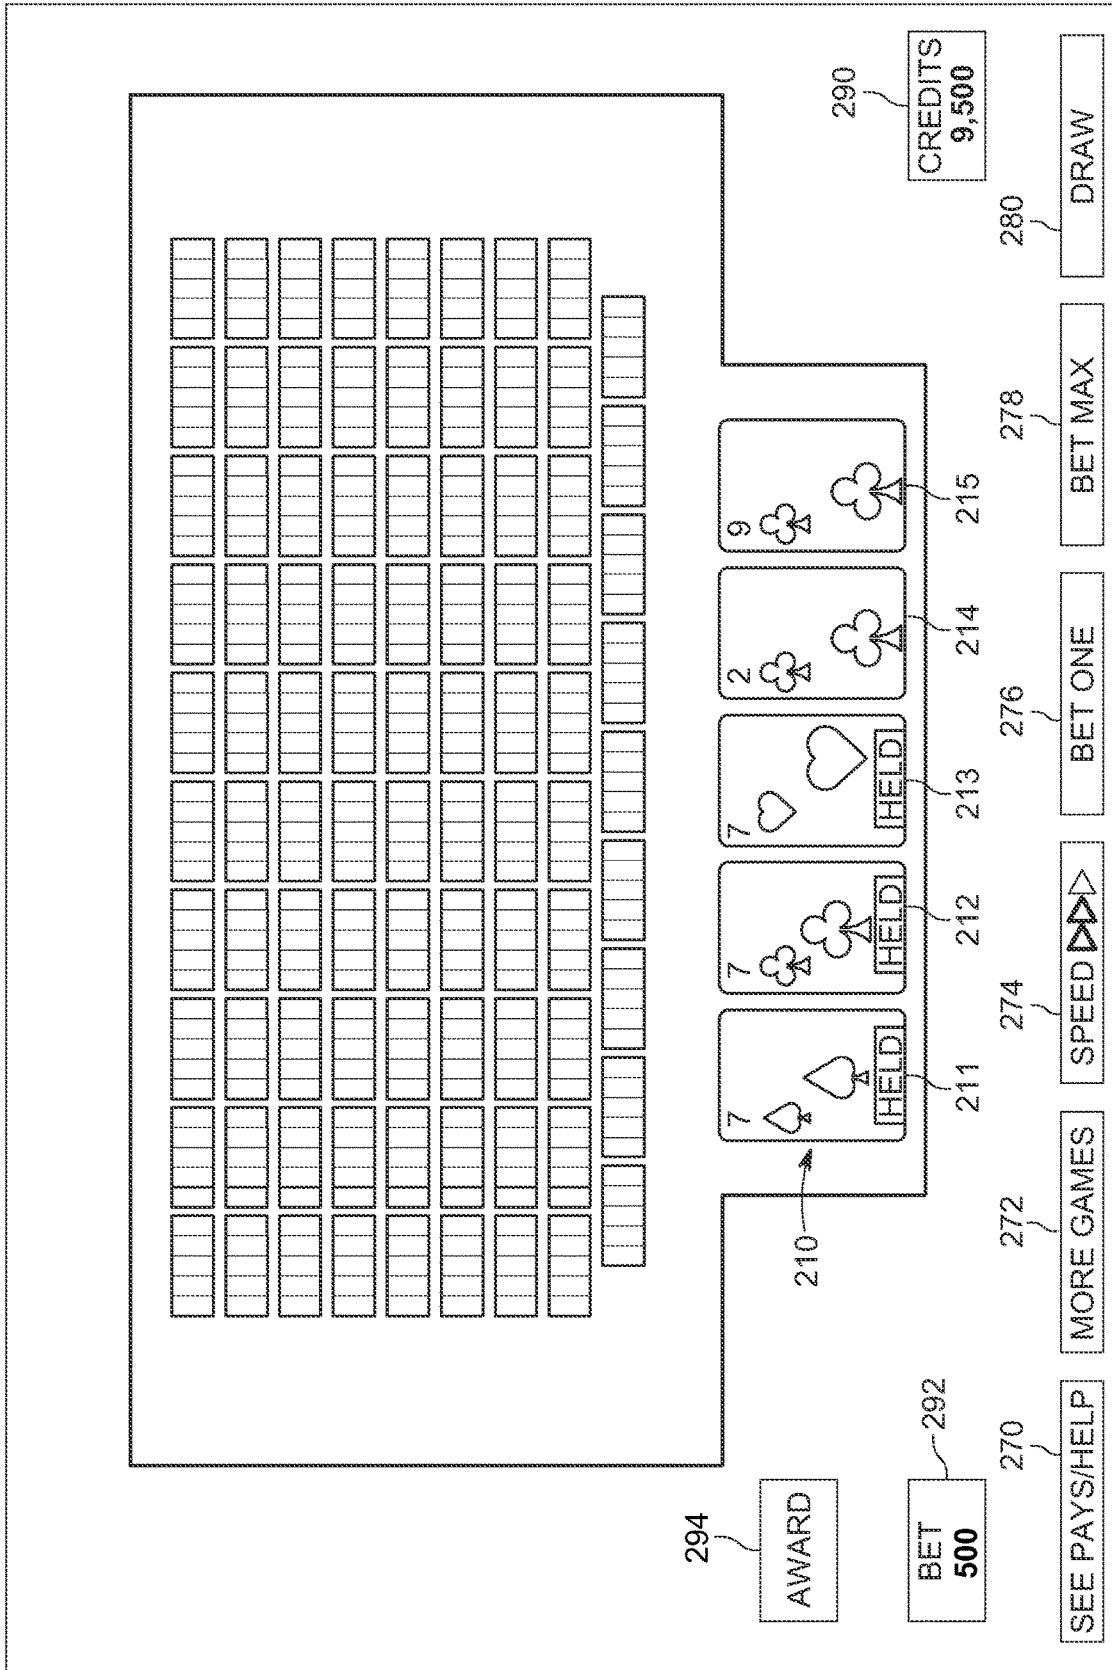 7
7
7
2
9
HELD
HELD
HELD
210
211
212
213
214
215
294
AWARD
290
CREDITS
9,500
292
BET
500
270
272
274
276
278
280
SEE PAYS/HELP
MORE GAMES
SPEED
BET ONE
BET MAX
DRAW